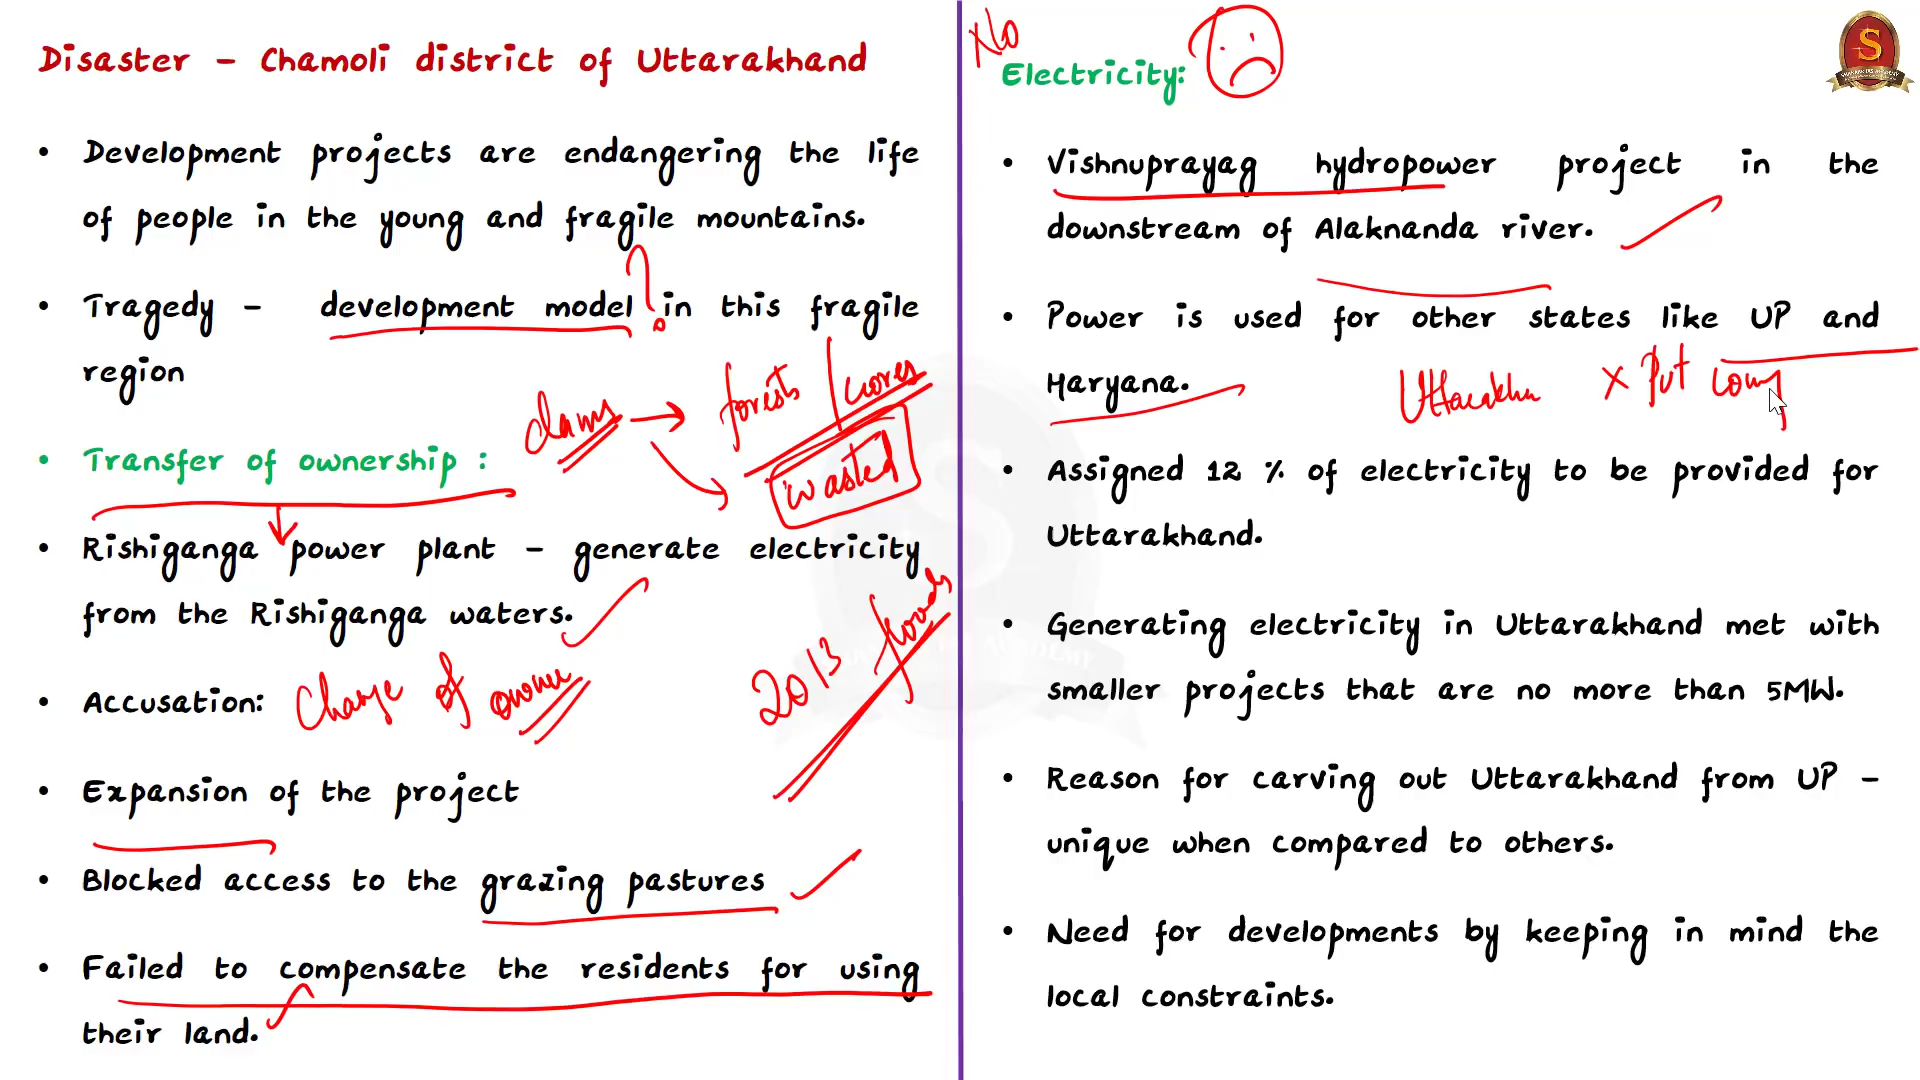 Disaster – Chamoli district of Uttarakhand
• Development projects are endangering the life
of people in the young and fragile mountains.
• Tragedy – development model ? in this fragile
region
dams → forests / crores
wasted
• Transfer of ownership :
• Rishiganga power plant – generate electricity
from the Rishiganga waters.
2013 floods
• Accusation: Change of owner
• Expansion of the project
• Blocked access to the grazing pastures
• Failed to compensate the residents for using
their land.
No
Electricity:
• Vishnuprayag hydropower project in the
downstream of Alaknanda river.
• Power is used for other states like UP and
Haryana.
x Put
• Assigned 12 % of electricity to be provided for
Uttarakhand.
• Generating electricity in Uttarakhand met with
smaller projects that are no more than 5MW.
• Reason for carving out Uttarakhand from UP –
unique when compared to others.
• Need for developments by keeping in mind the
local constraints.
S